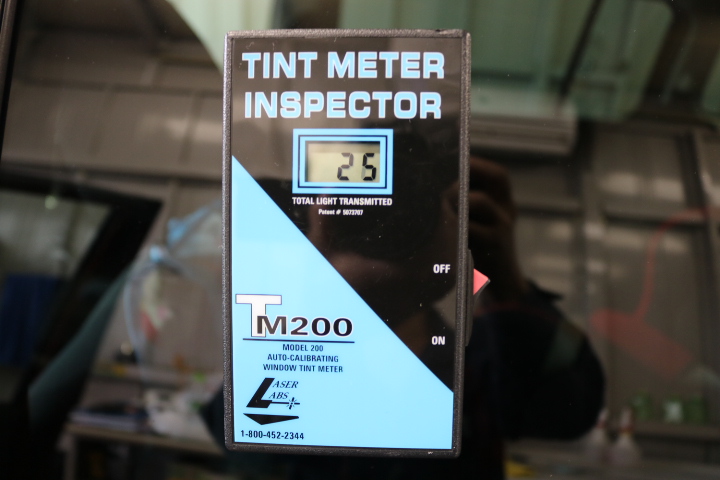 TINT METER
INSPECTOR
25
TOTAL LIGHT TRANSMITTED
Patent # 5073707
OFF
ON
TM200
MODEL 200
AUTO-CALIBRATING
WINDOW TINT METER
LASER
LABS
1-800-452-2344